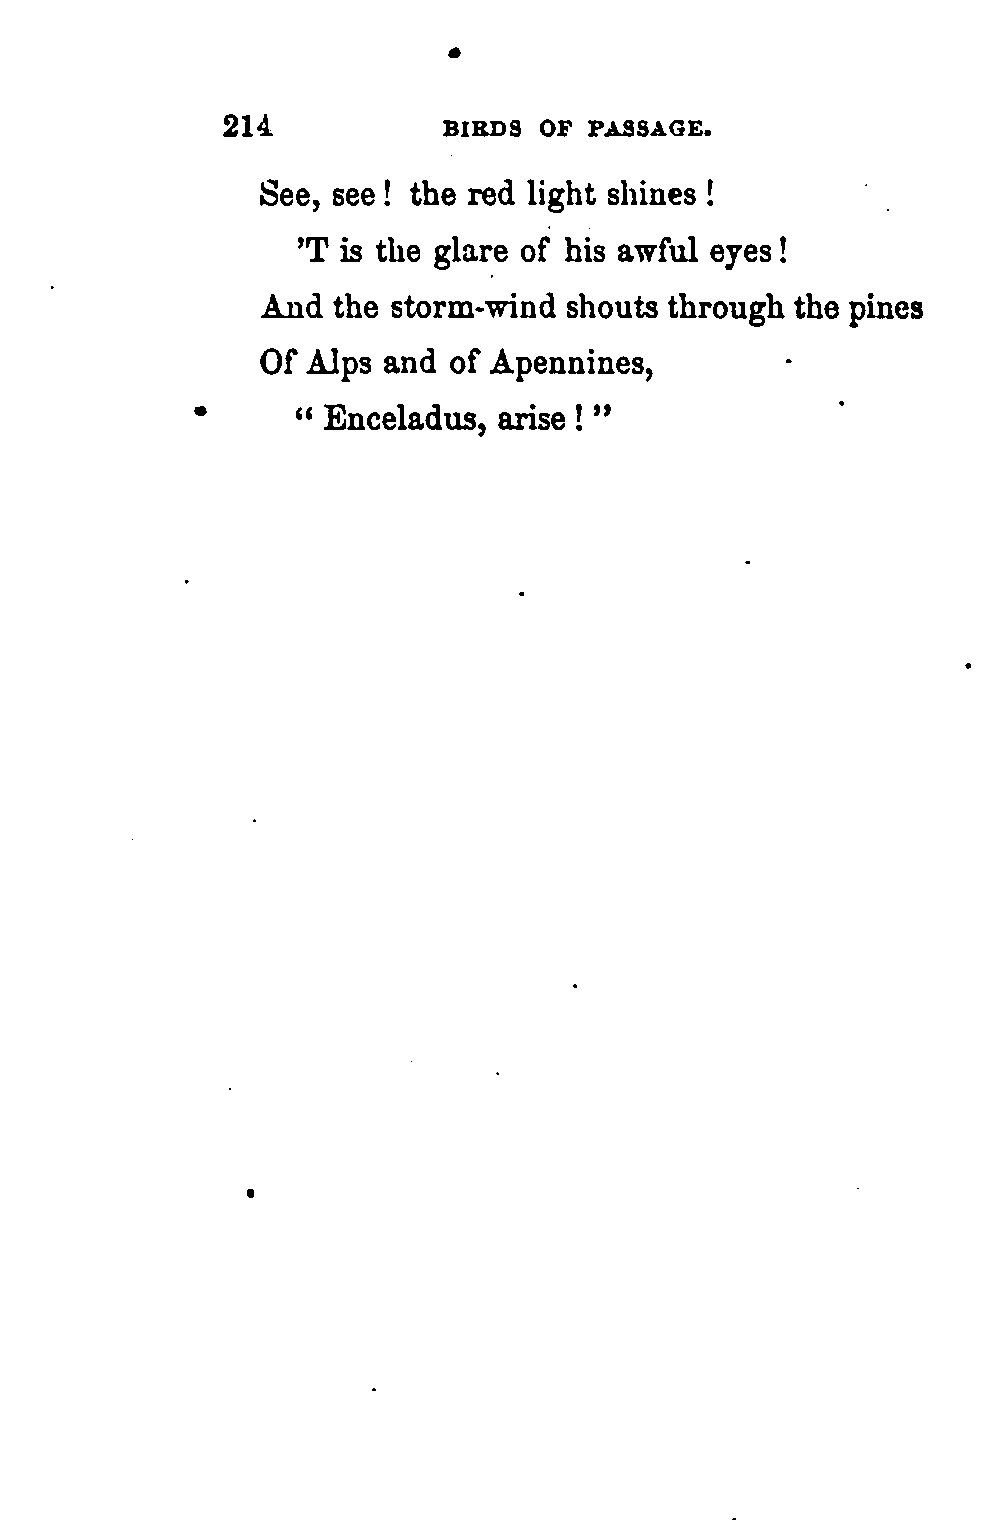 214 BIRDS OF PASSAGE.
See, see! the red light shines!
'T is the glare of his awful eyes!
And the storm-wind shouts through the pines
Of Alps and of Apennines,
" Enceladus, arise! "